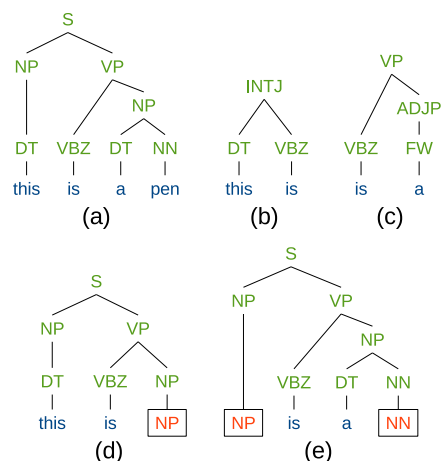 S
NP VP
NP
DT VBZ DT NN
this is a pen
(a)
INTJ
DT VBZ
this is
(b)
VP
ADJP
VBZ FW
is a
(c)
S
NP VP
DT VBZ NP
this is NP
(d)
S
NP VP
NP
VBZ DT NN
NP is a NN
(e)